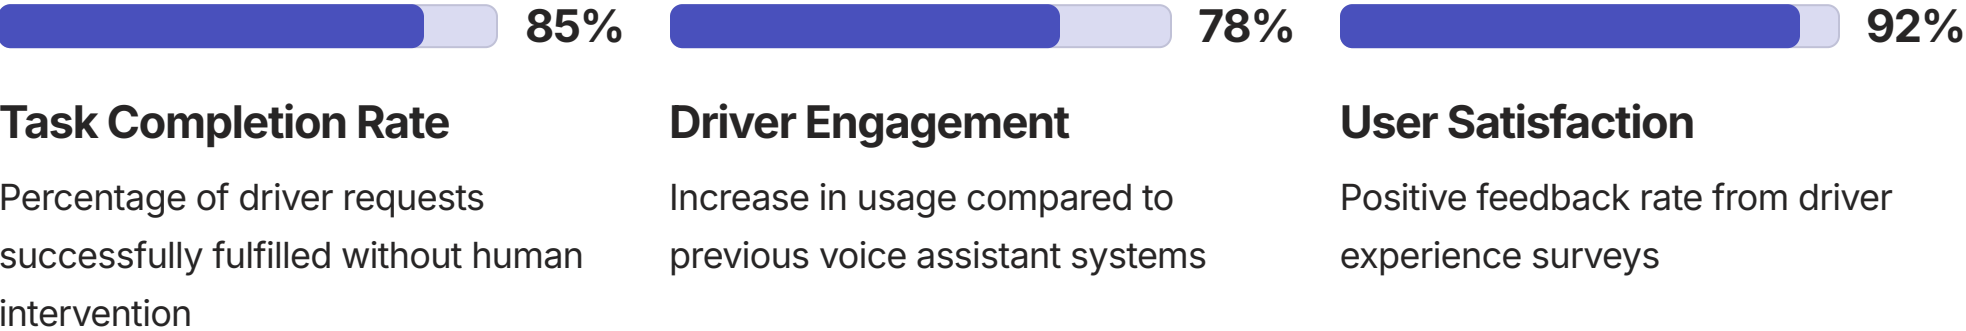 85%
Task Completion Rate
Percentage of driver requests
successfully fulfilled without human
intervention
78%
Driver Engagement
Increase in usage compared to
previous voice assistant systems
92%
User Satisfaction
Positive feedback rate from driver
experience surveys